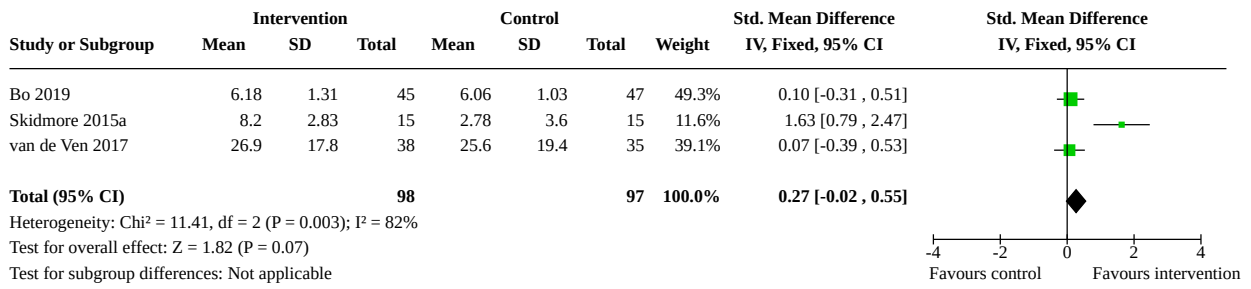 Intervention Control Std. Mean Difference Std. Mean Difference
Study or Subgroup Mean SD Total Mean SD Total Weight IV, Fixed, 95% CI IV, Fixed, 95% CI
Bo 2019 6.18 1.31 45 6.06 1.03 47 49.3% 0.10 [-0.31 , 0.51]
Skidmore 2015a 8.2 2.83 15 2.78 3.6 15 11.6% 1.63 [0.79 , 2.47]
van de Ven 2017 26.9 17.8 38 25.6 19.4 35 39.1% 0.07 [-0.39 , 0.53]
Total (95% CI) 98 97 100.0% 0.27 [-0.02 , 0.55]
Heterogeneity: Chi² = 11.41, df = 2 (P = 0.003); I² = 82%
Test for overall effect: Z = 1.82 (P = 0.07) -4 -2 0 2 4
Test for subgroup differences: Not applicable Favours control Favours intervention